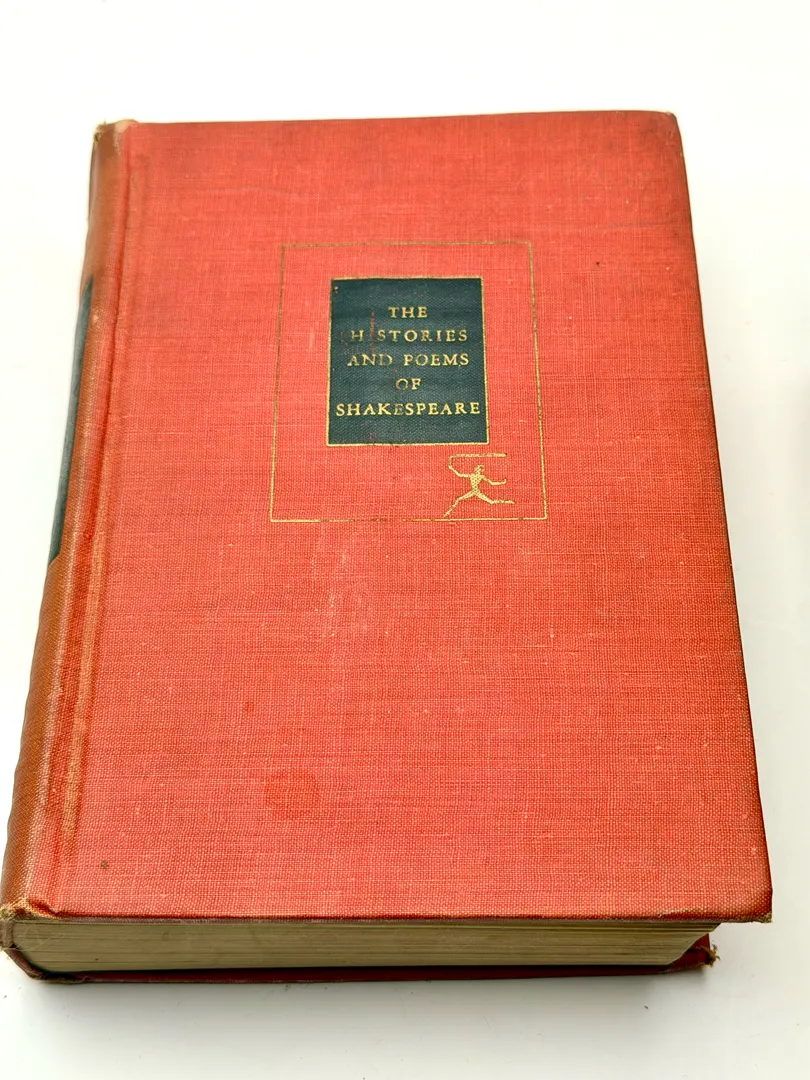 THE
HISTORIES
AND POEMS
OF
SHAKESPEARE